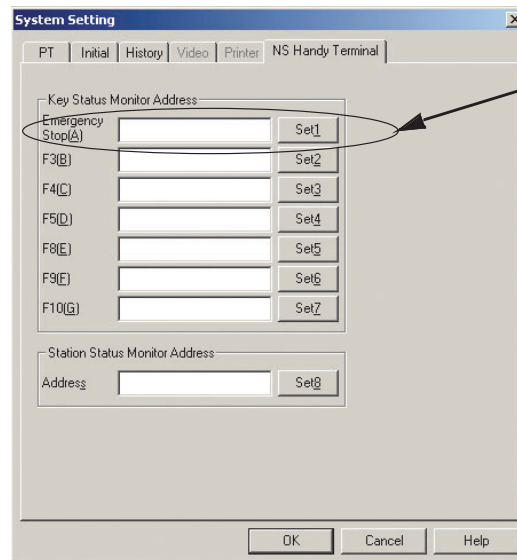 System Setting
PT Initial History Video Printer NS Handy Terminal
Key Status Monitor Address
Emergency
Stop(A) Set1
F3(B) Set2
F4(C) Set3
F5(D) Set4
F8(E) Set5
F9(F) Set6
F10(G) Set7
Station Status Monitor Address
Address Set8
OK Cancel Help